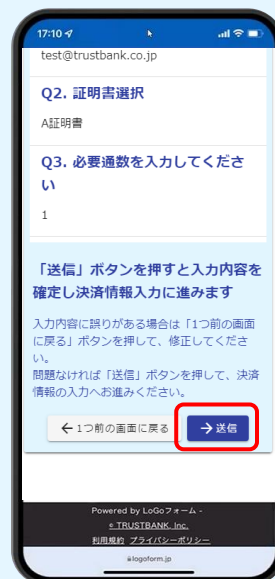 17:10
test@trustbank.co.jp
Q2. 証明書選択
A証明書
Q3. 必要通数を入力してくださ
い
1
「送信」ボタンを押すと入力内容を
確定し決済情報入力に進みます
入力内容に誤りがある場合は「1つ前の画面
に戻る」ボタンを押して、修正してくださ
い。
問題なければ「送信」ボタンを押して、決済
情報の入力へお進みください。
←1つ前の画面に戻る →送信
Powered by LoGoフォーム -
© TRUSTBANK, Inc.
利用規約 プライバシーポリシー
logoform.jp